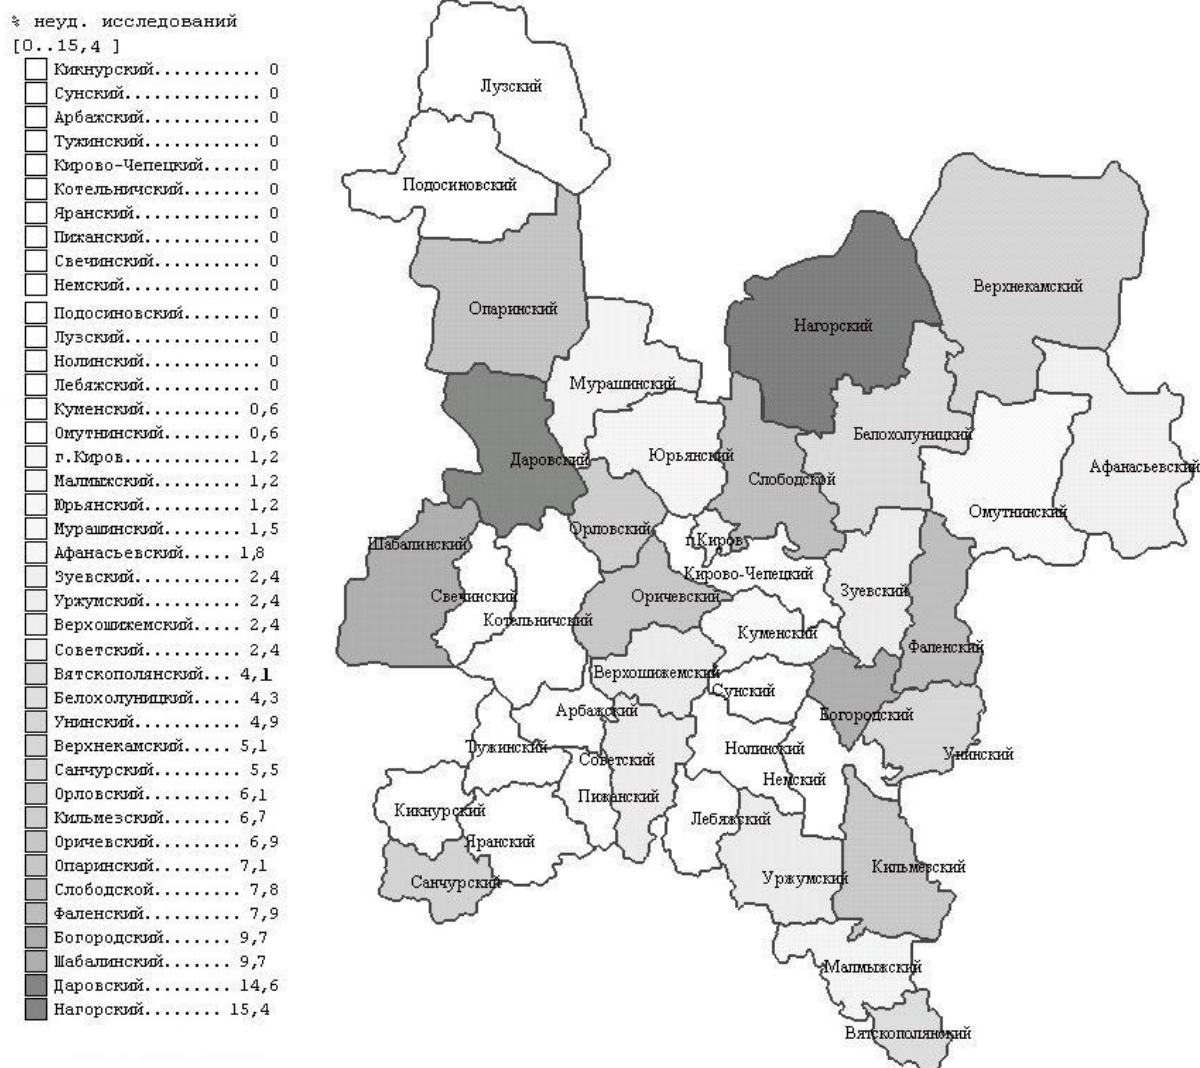 % неуд. исследований
[0..15,4 ]
Кикнурский........... 0
Сунский.............. 0
Арбажский............ 0
Тужинский............ 0
Кирово-Чепецкий...... 0
Котельничский........ 0
Яранский............. 0
Пижанский............ 0
Свечинский........... 0
Немский.............. 0
Подосиновский........ 0
Лузский.............. 0
Нолинский............ 0
Лебяжский............ 0
Куменский.......... 0,6
Омутнинский........ 0,6
г.Киров............ 1,2
Малмыжский......... 1,2
Юрьянский.......... 1,2
Мурашинский........ 1,5
Афанасьевский..... 1,8
Зуевский........... 2,4
Уржумский.......... 2,4
Верхошижемский..... 2,4
Советский.......... 2,4
Вятскополянский... 4,1
Белохолуницкий.... 4,3
Унинский.......... 4,9
Верхнекамский..... 5,1
Санчурский........ 5,5
Орловский......... 6,1
Кильмезский....... 6,7
Оричевский........ 6,9
Опаринский........ 7,1
Слободской........ 7,8
Фаленский......... 7,9
Богородский....... 9,7
Шабалинский....... 9,7
Даровский......... 14,6
Нагорский........ 15,4
Лузский
Подосиновский
Верхнекамский
Опаринский
Нагорский
Мурашинский
Белохолуницкий
Юрьянский
Даровский
Афанасьевский
Слободской
Омутнинский
Орловский
Шабалинский
г.Киров
Кирово-Чепецкий
Зуевский
Свечинский
Оричевский
Котельничский
Куменский
Фаленский
Верхошижемский
Сунский
Арбажский
Богородский
Тужинский
Нолинский
Унинский
Советский
Немский
Пижанский
Кикнурский
Лебяжский
Яранский
Кильмезский
Уржумский
Санчурский
Малмыжский
Вятскополянский